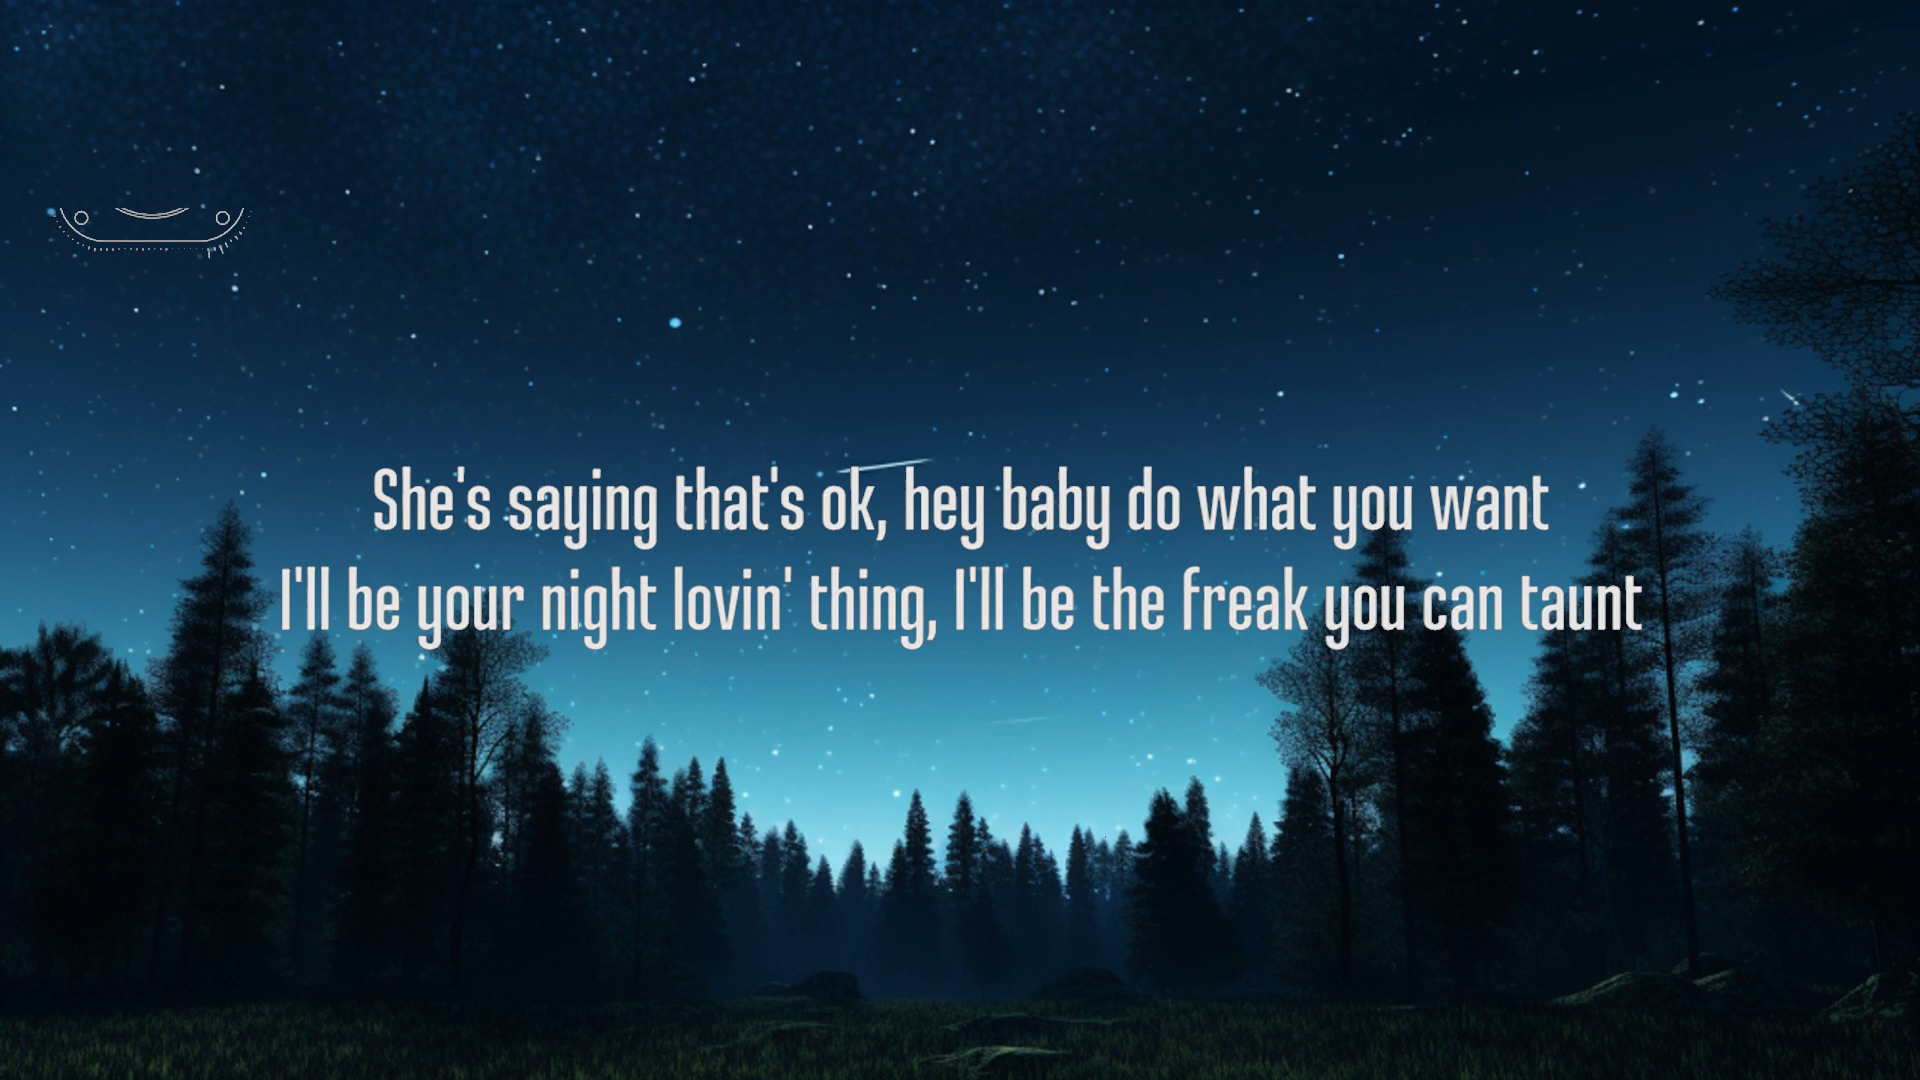 She's saying that's ok, hey baby do what you want
I'll be your night lovin' thing, I'll be the freak you can taunt